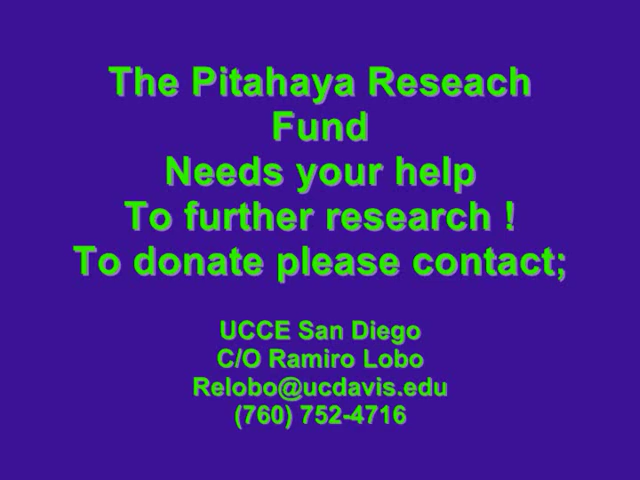 The Pitahaya Reseach
Fund
Needs your help
To further research !
To donate please contact;
UCCE San Diego
C/O Ramiro Lobo
Relobo@ucdavis.edu
(760) 752-4716